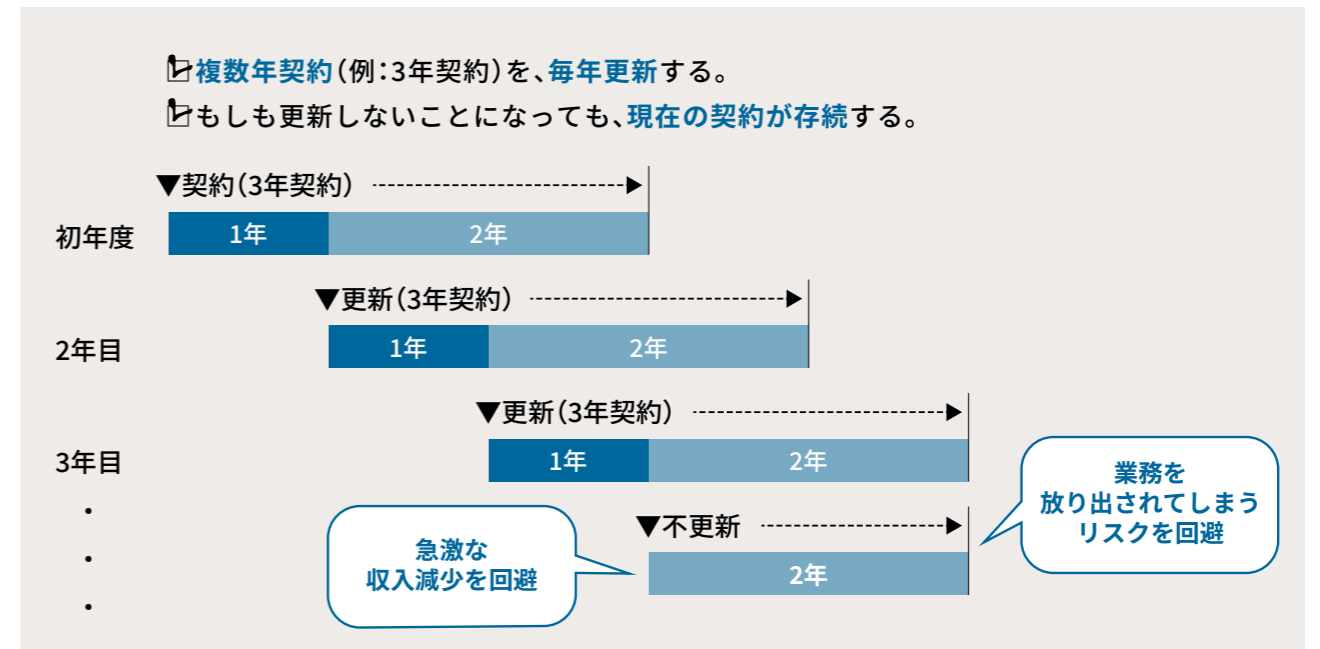 複数年契約(例:3年契約)を、毎年更新する。
もしも更新しないことになっても、現在の契約が存続する。
▼契約(3年契約)
初年度
1年
2年
▼更新(3年契約)
2年目
1年
2年
▼更新(3年契約)
3年目
1年
2年
・
・
・
▼不更新
2年
急激な
収入減少を回避
業務を
放り出されてしまう
リスクを回避